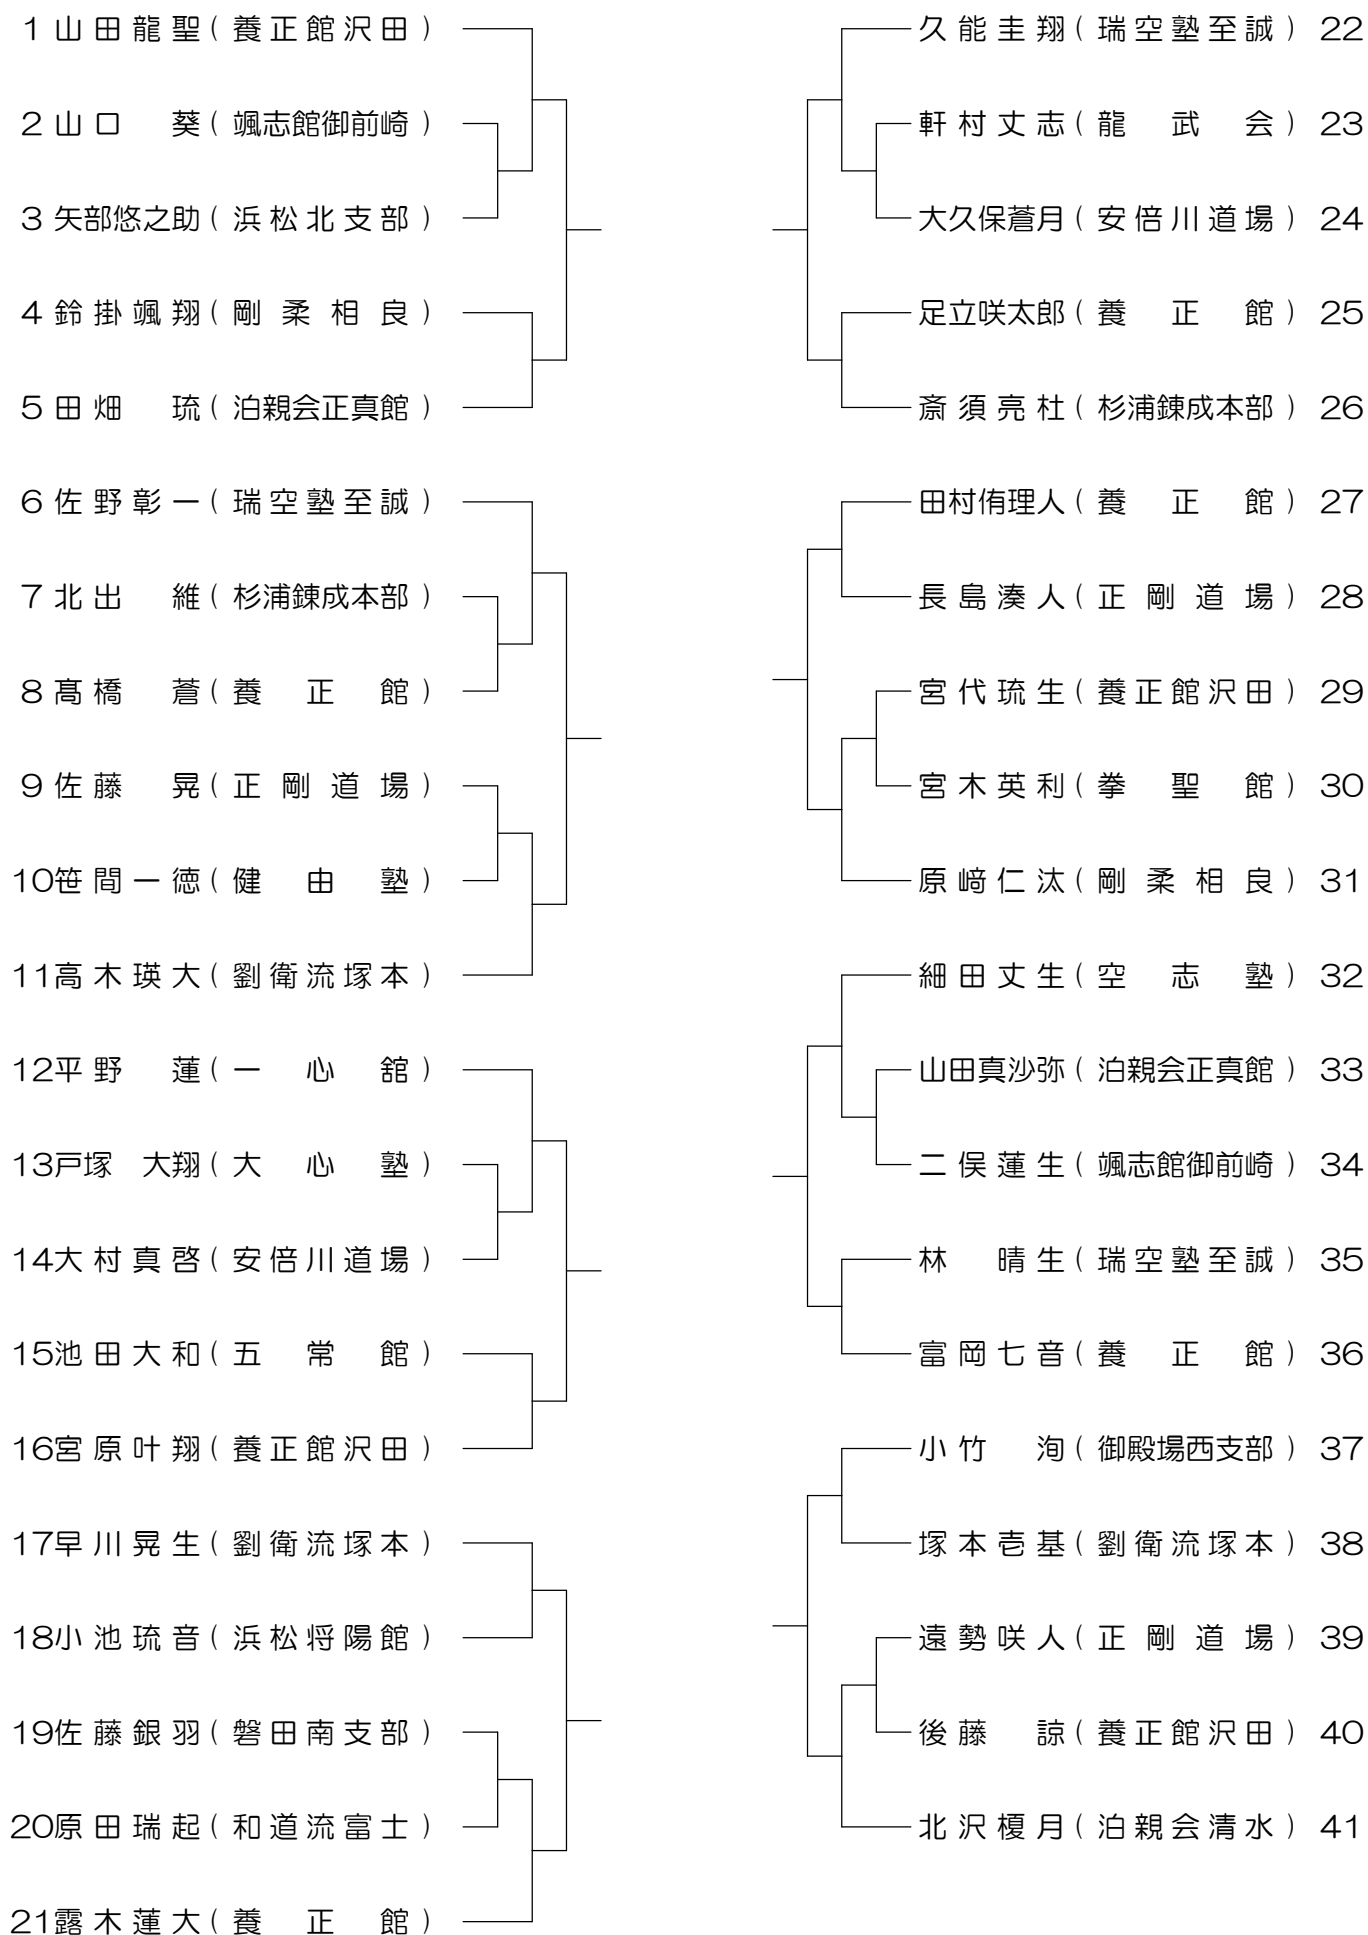 1 山田龍聖(養正館沢田)
2 山口 葵(颯志館御前崎)
3 矢部悠之助(浜松北支部)
4 鈴掛颯翔(剛柔相良)
5 田畑 琉(泊親会正真館)
6 佐野彰一(瑞空塾至誠)
7 北出 維(杉浦錬成本部)
8 髙橋 蒼(養正館)
9 佐藤 晃(正剛道場)
10 笹間一徳(健由塾)
11 高木瑛大(劉衛流塚本)
12 平野 蓮(一心舘)
13 戸塚 大翔(大心塾)
14 大村真啓(安倍川道場)
15 池田大和(五常館)
16 宮原叶翔(養正館沢田)
17 早川晃生(劉衛流塚本)
18 小池琉音(浜松将陽館)
19 佐藤銀羽(磐田南支部)
20 原田瑞起(和道流富士)
21 露木蓮大(養正館)
久能圭翔(瑞空塾至誠) 22
軒村丈志(龍武会) 23
大久保蒼月(安倍川道場) 24
足立咲太郎(養正館) 25
斎須亮杜(杉浦錬成本部) 26
田村侑理人(養正館) 27
長島湊人(正剛道場) 28
宮代琉生(養正館沢田) 29
宮木英利(拳聖館) 30
原﨑仁汰(剛柔相良) 31
細田丈生(空志塾) 32
山田真沙弥(泊親会正真館) 33
二俣蓮生(颯志館御前崎) 34
林 晴生(瑞空塾至誠) 35
富岡七音(養正館) 36
小竹 洵(御殿場西支部) 37
塚本壱基(劉衛流塚本) 38
遠勢咲人(正剛道場) 39
後藤 諒(養正館沢田) 40
北沢榎月(泊親会清水) 41